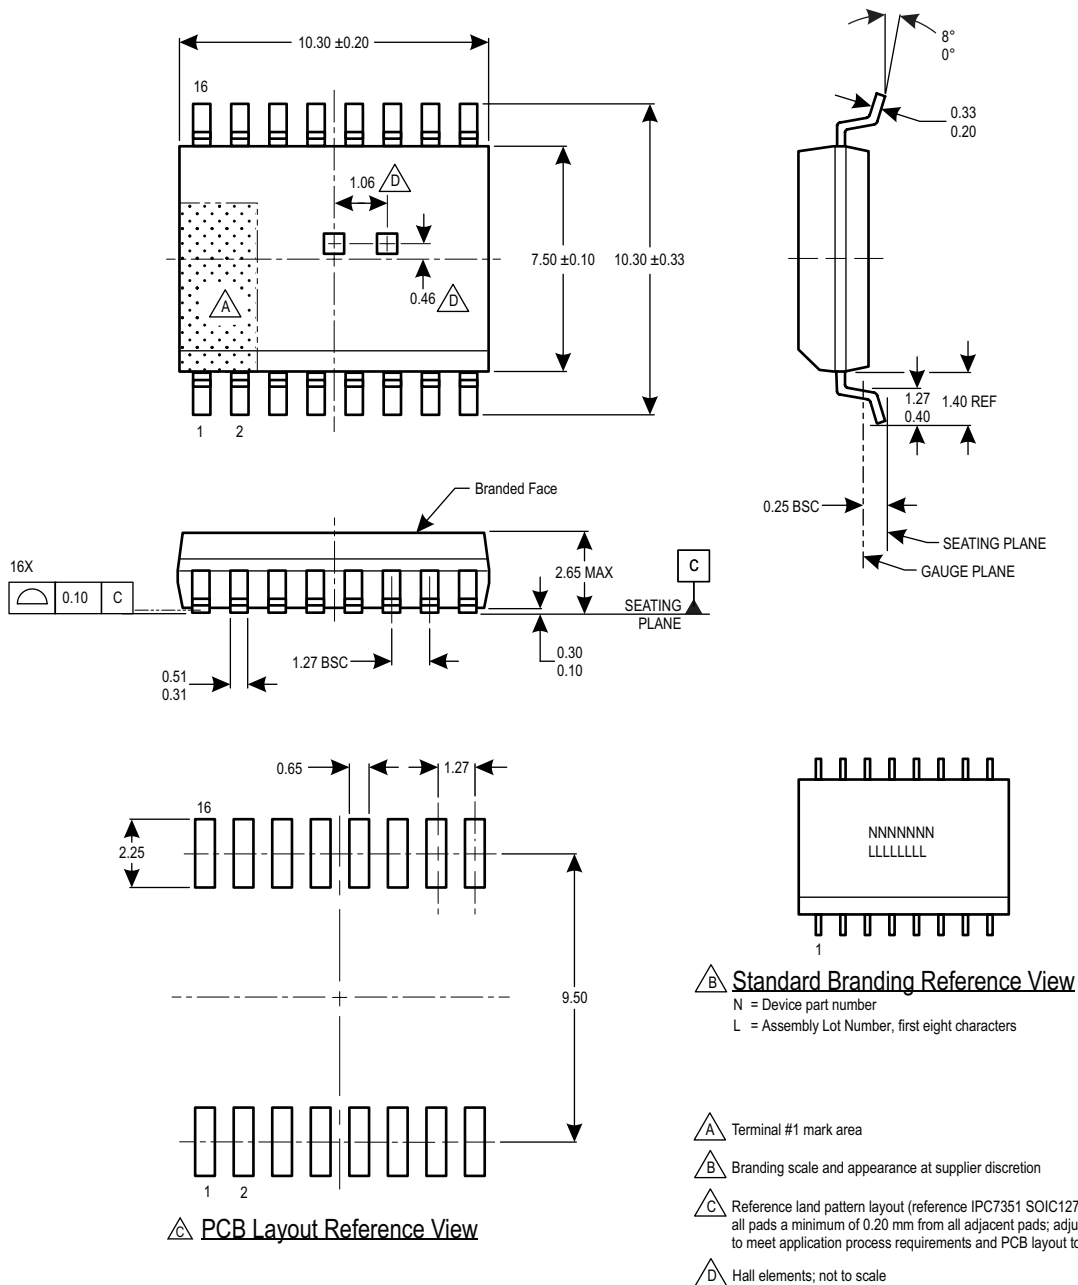 10.30 ±0.20
16
1.06 D
0.46 D
A
7.50 ±0.10
10.30 ±0.33
1 2
8°
0°
0.33
0.20
1.27
0.40
1.40 REF
0.25 BSC
SEATING PLANE
GAUGE PLANE
Branded Face
16X
0.10 C
2.65 MAX
C
SEATING
PLANE
0.30
0.10
1.27 BSC
0.51
0.31
0.65
1.27
16
2.25
9.50
1 2
C PCB Layout Reference View
NNNNNNN
LLLLLLLL
1
B Standard Branding Reference View
N = Device part number
L = Assembly Lot Number, first eight characters
A Terminal #1 mark area
B Branding scale and appearance at supplier discretion
C Reference land pattern layout (reference IPC7351 SOIC127
all pads a minimum of 0.20 mm from all adjacent pads; adju
to meet application process requirements and PCB layout to
D Hall elements; not to scale